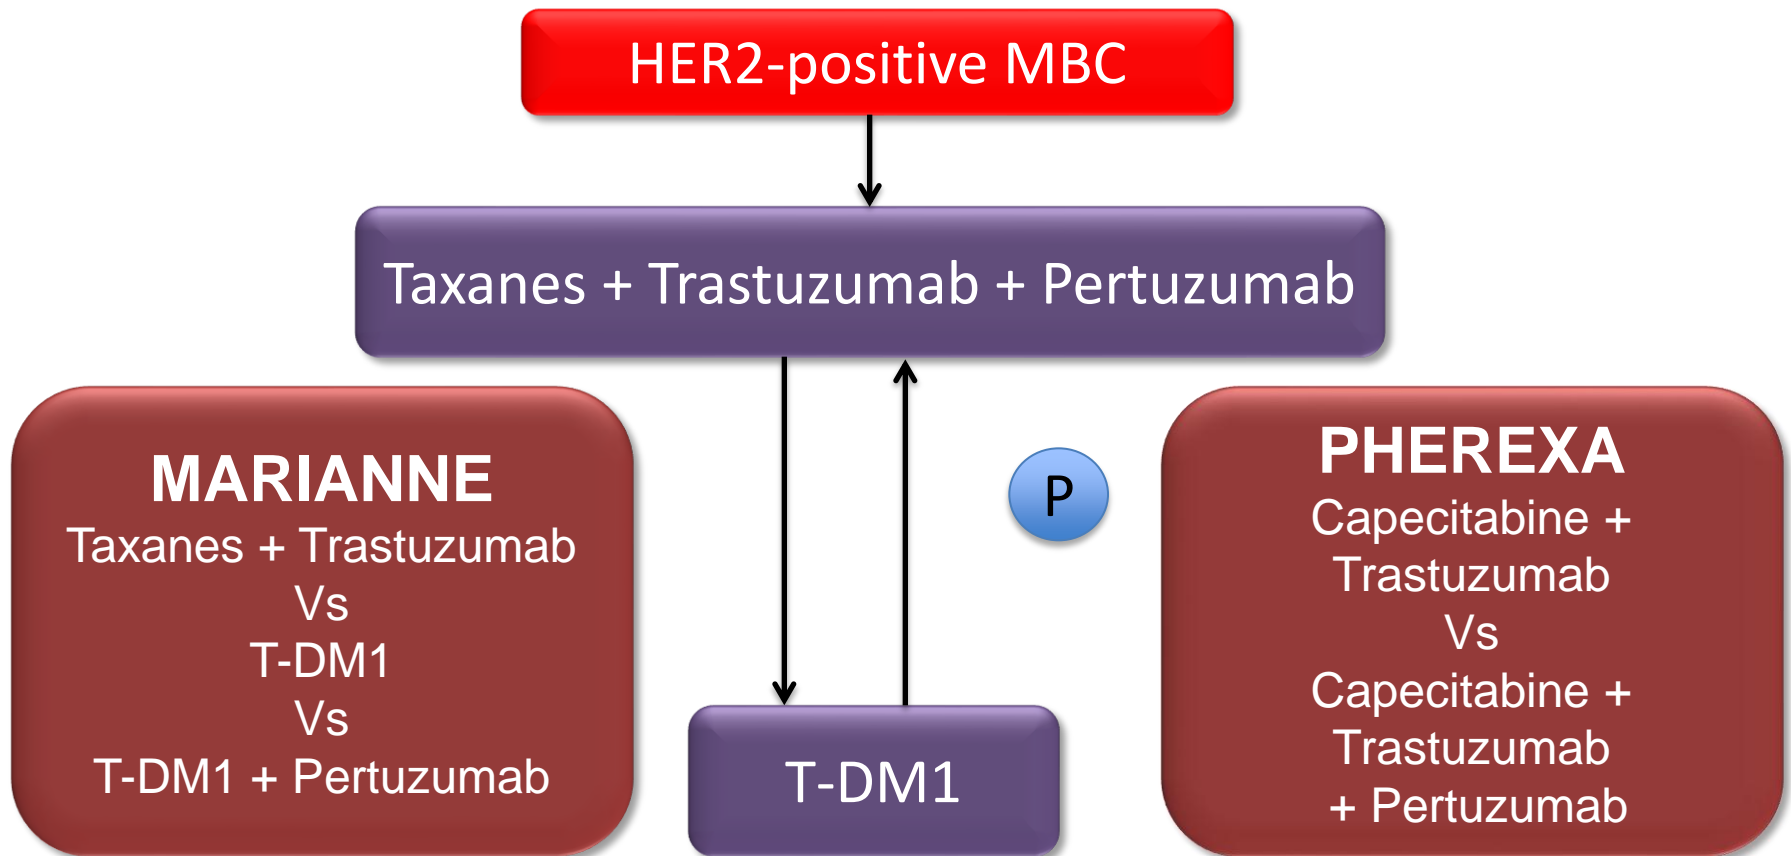 HER2-positive MBC
Taxanes + Trastuzumab + Pertuzumab
MARIANNE
Taxanes + Trastuzumab
Vs
T-DM1
Vs
T-DM1 + Pertuzumab
P
T-DM1
PHEREXA
Capecitabine +
Trastuzumab
Vs
Capecitabine +
Trastuzumab
+ Pertuzumab